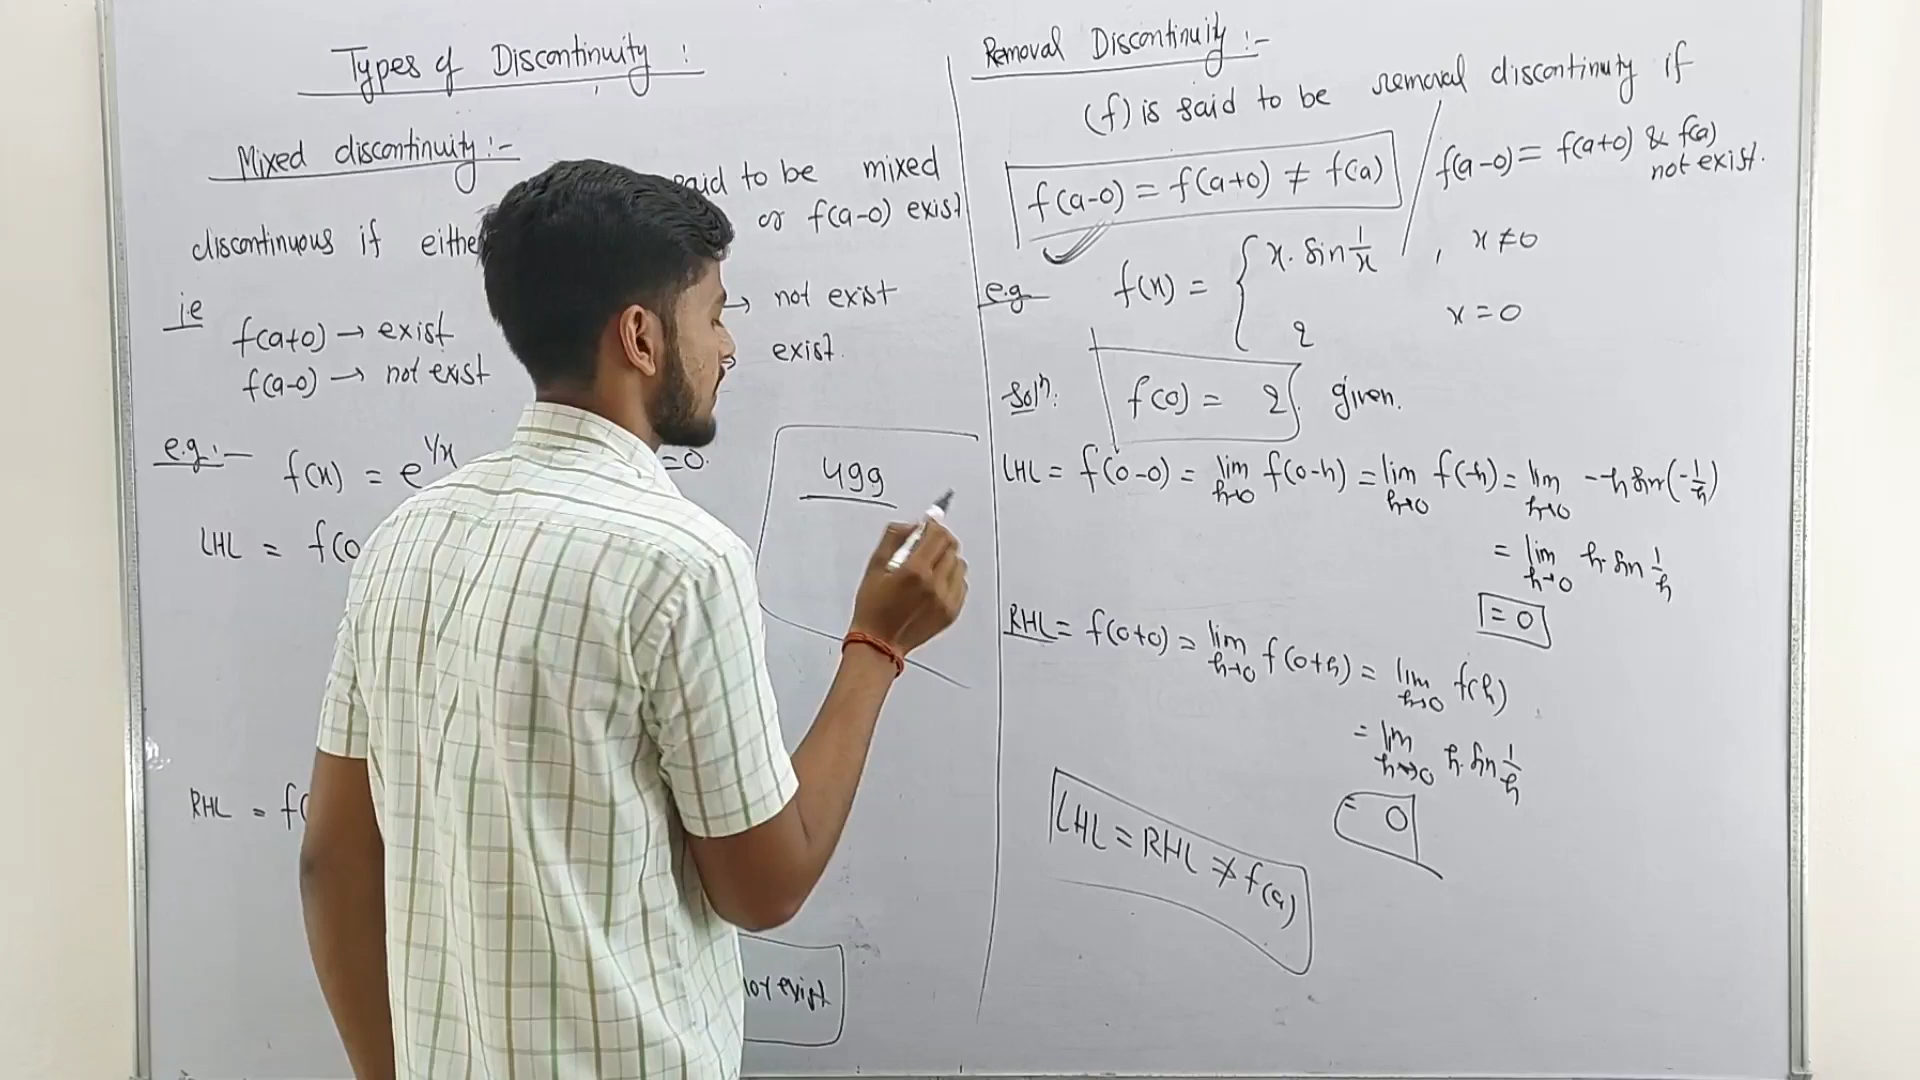 Types of Discontinuity :
Mixed discontinuity :-
said to be mixed
discontinuous if either
or f(a-0) exist
i.e
f(a+0) → exist
→ not exist
f(a-0) → not exist
→ exist.
e.g :- f(x) = e^1/x
=0.
499
LHL = f(0
RHL = f(
not exist
Removal Discontinuity :-
(f) is said to be removal discontinuty if
f(a-0) = f(a+0) ≠ f(a) / f(a-0) = f(a+0) & f(a)
not exist.
e.g f(x) = { x. sin 1/x , x ≠ 0
2 x = 0
Solⁿ: f(0) = 2 given.
LHL = f(0-0) = lim h→0 f(0-h) = lim h→0 f(-h) = lim h→0 -h sin(-1/h)
= lim h→0 h. sin 1/h
= 0
RHL = f(0+0) = lim h→0 f(0+h) = lim h→0 f(h)
= lim h→0 h. sin 1/h
= 0
LHL = RHL ≠ f(a)